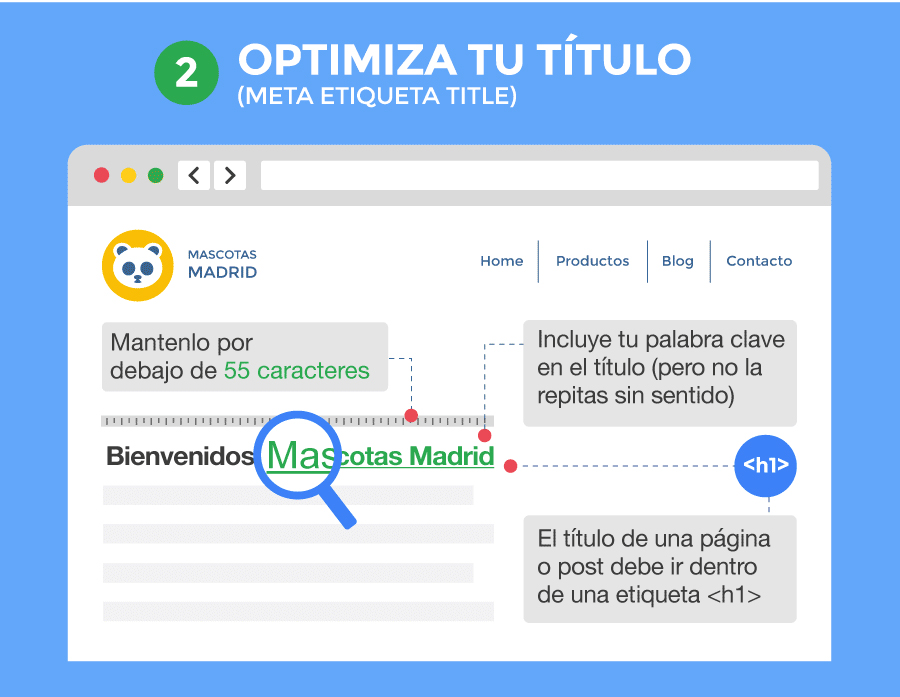 2
OPTIMIZA TU TÍTULO
(META ETIQUETA TITLE)
MASCOTAS
MADRID
Home
Productos
Blog
Contacto
Mantenlo por
debajo de 55 caracteres
Incluye tu palabra clave
en el título (pero no la
repitas sin sentido)
Bienvenidos Mascotas Madrid
<h1>
El título de una página
o post debe ir dentro
de una etiqueta <h1>